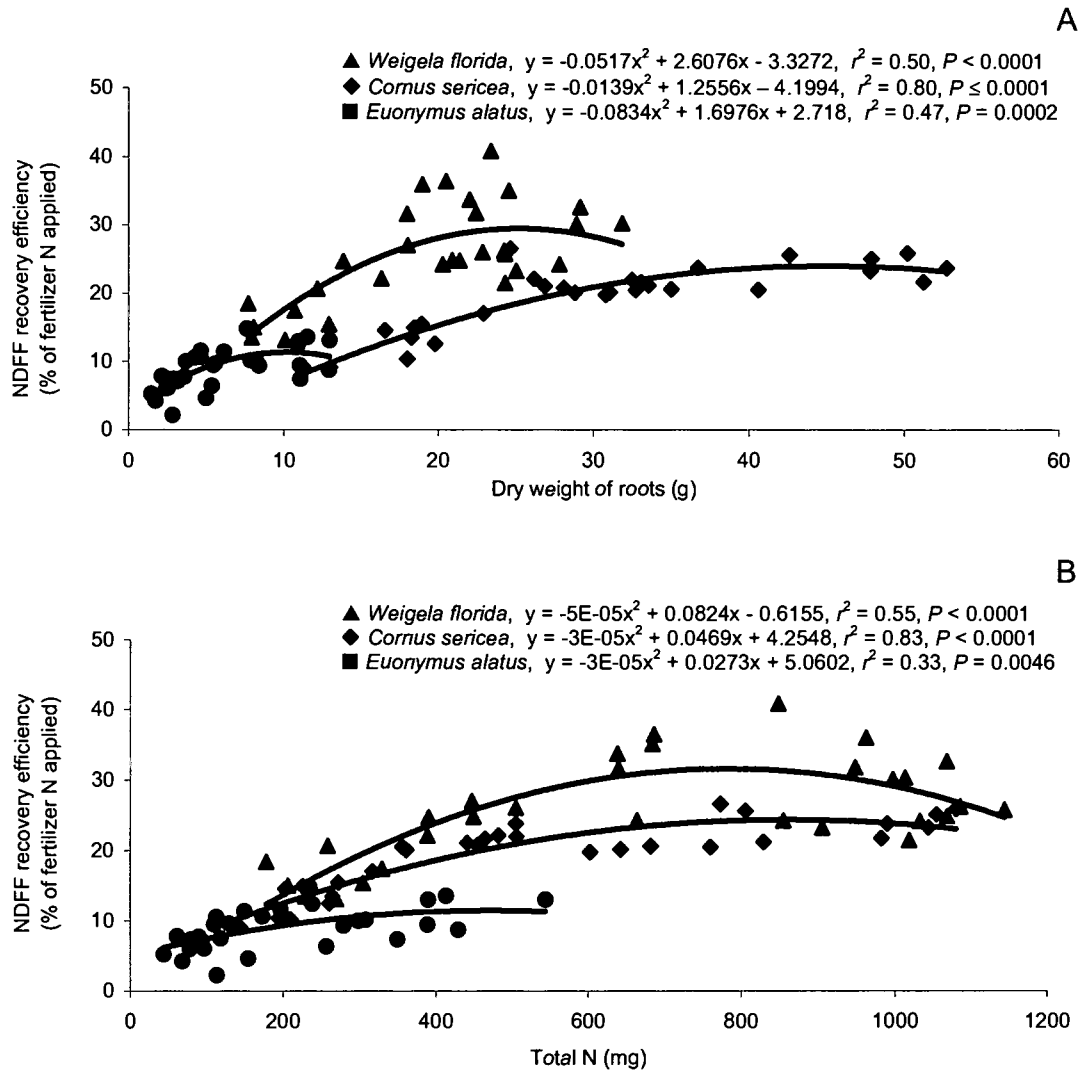 A
▲ Weigela florida, y = -0.0517x² + 2.6076x - 3.3272, r² = 0.50, P < 0.0001
◆ Cornus sericea, y = -0.0139x² + 1.2556x – 4.1994, r² = 0.80, P ≤ 0.0001
■ Euonymus alatus, y = -0.0834x² + 1.6976x + 2.718, r² = 0.47, P = 0.0002
NDFF recovery efficiency
(% of fertilizer N applied)
50
40
30
20
10
0
0 10 20 30 40 50 60
Dry weight of roots (g)
B
▲ Weigela florida, y = -5E-05x² + 0.0824x - 0.6155, r² = 0.55, P < 0.0001
◆ Cornus sericea, y = -3E-05x² + 0.0469x + 4.2548, r² = 0.83, P < 0.0001
■ Euonymus alatus, y = -3E-05x² + 0.0273x + 5.0602, r² = 0.33, P = 0.0046
NDFF recovery efficiency
(% of fertilizer N applied)
50
40
30
20
10
0
0 200 400 600 800 1000 1200
Total N (mg)